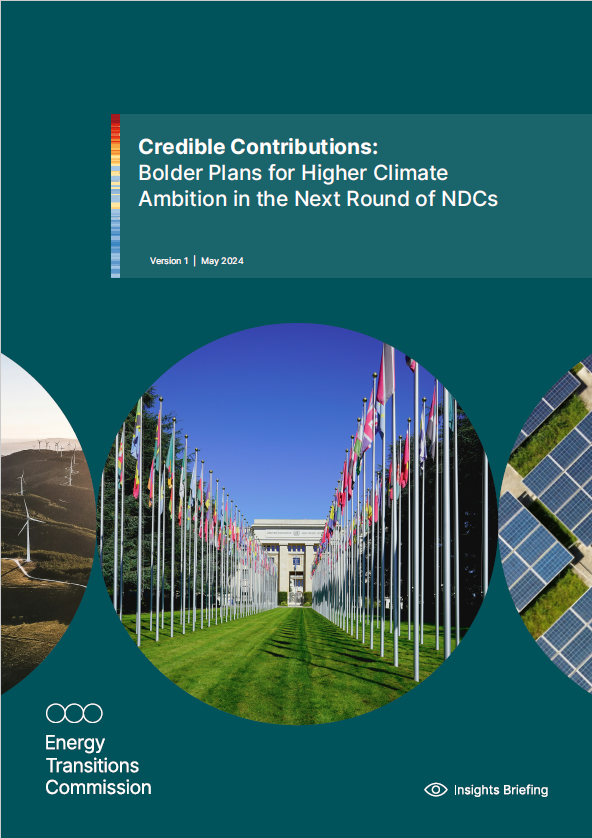 Credible Contributions:
Bolder Plans for Higher Climate
Ambition in the Next Round of NDCs
Version 1 | May 2024
Energy
Transitions
Commission
Insights Briefing